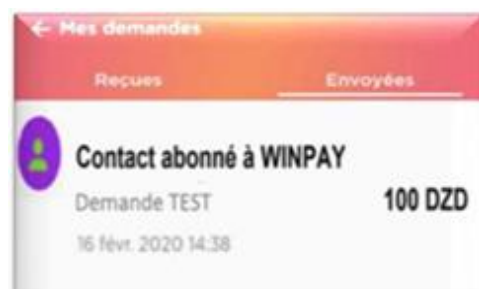 ← Mes demandes
Reçues Envoyées
Contact abonné à WINPAY
Demande TEST 100 DZD
16 févr. 2020 14:38